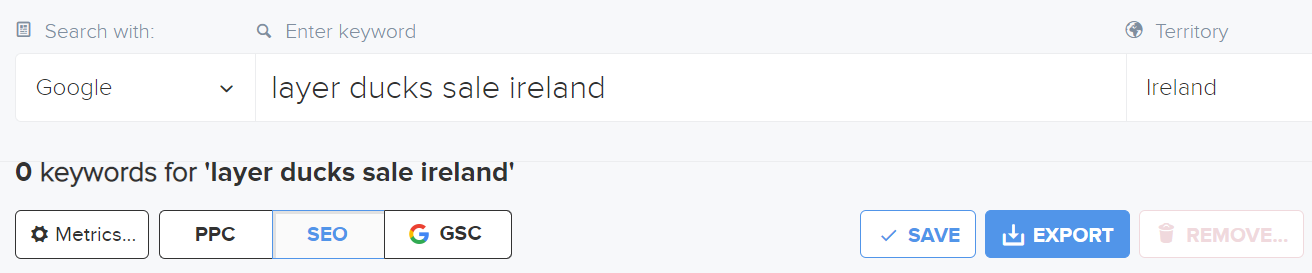 Search with: Enter keyword Territory
Google layer ducks sale ireland Ireland
0 keywords for 'layer ducks sale ireland'
Metrics... PPC SEO GSC SAVE EXPORT REMOVE...